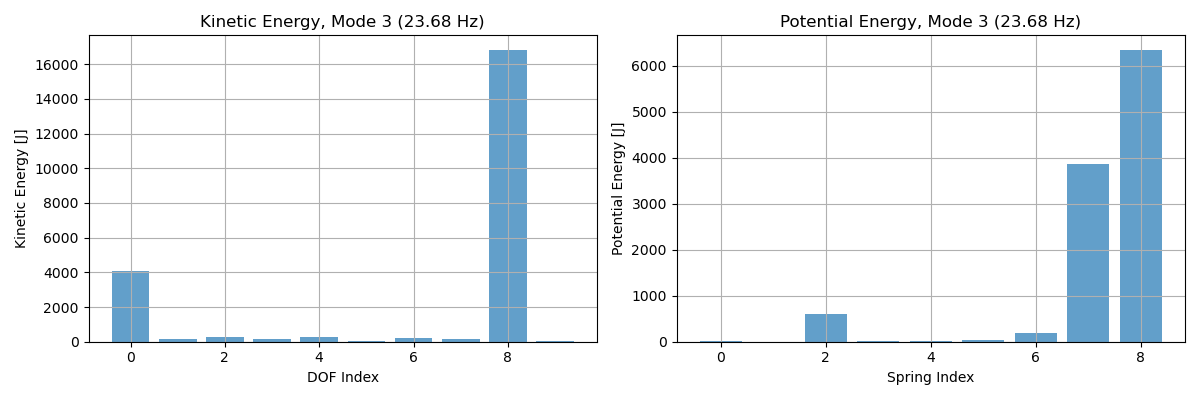 Kinetic Energy, Mode 3 (23.68 Hz)
Kinetic Energy [J]
16000
14000
12000
10000
8000
6000
4000
2000
0
0 2 4 6 8
DOF Index
Potential Energy, Mode 3 (23.68 Hz)
Potential Energy [J]
6000
5000
4000
3000
2000
1000
0
0 2 4 6 8
Spring Index